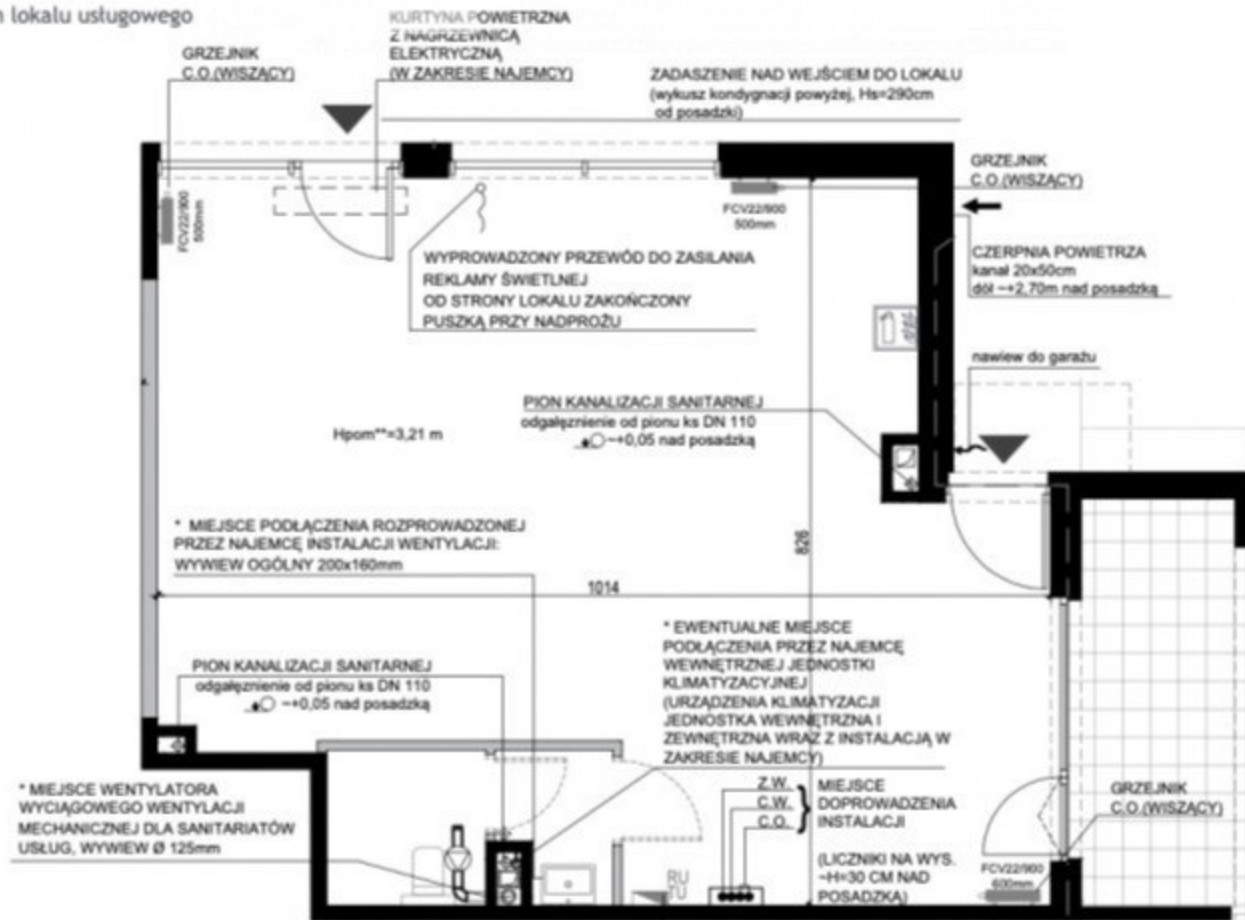 lokalu usługowego
KURTYNA POWIETRZNA
Z NAGRZEWNICĄ
ELEKTRYCZNĄ
(W ZAKRESIE NAJEMCY)
GRZEJNIK
C.O.(WISZĄCY)
ZADASZENIE NAD WEJŚCIEM DO LOKALU
(wykusz kondygnacji powyżej, Hs=290cm
od posadzki)
GRZEJNIK
C.O.(WISZĄCY)
FCV22/900
500mm
FCV22/900
500mm
WYPROWADZONY PRZEWÓD DO ZASILANIA
REKLAMY ŚWIETLNEJ
OD STRONY LOKALU ZAKOŃCZONY
PUSZKĄ PRZY NADPROŻU
CZERPNIA POWIETRZA
kanał 20x50cm
dół ~+2,70m nad posadzką
nawiew do garażu
PION KANALIZACJI SANITARNEJ
odgałęznienie od pionu ks DN 110
~+0,05 nad posadzką
Hpom**=3,21 m
* MIEJSCE PODŁĄCZENIA ROZPROWADZONEJ
PRZEZ NAJEMCĘ INSTALACJI WENTYLACJI:
WYWIEW OGÓLNY 200x160mm
826
1014
* EWENTUALNE MIEJSCE
PODŁĄCZENIA PRZEZ NAJEMCĘ
WEWNĘTRZNEJ JEDNOSTKI
KLIMATYZACYJNEJ
(URZĄDZENIA KLIMATYZACJI
JEDNOSTKA WEWNĘTRZNA I
ZEWNĘTRZNA WRAZ Z INSTALACJĄ W
ZAKRESIE NAJEMCY)
PION KANALIZACJI SANITARNEJ
odgałęznienie od pionu ks DN 110
~+0,05 nad posadzką
* MIEJSCE WENTYLATORA
WYCIĄGOWEGO WENTYLACJI
MECHANICZNEJ DLA SANITARIATÓW
USŁUG, WYWIEW Ø 125mm
Z.W.
C.W.
C.O.
MIEJSCE
DOPROWADZENIA
INSTALACJI
(LICZNIKI NA WYS.
~H=30 CM NAD
POSADZKĄ)
GRZEJNIK
C.O.(WISZĄCY)
FCV22/900
600mm
RU
TU